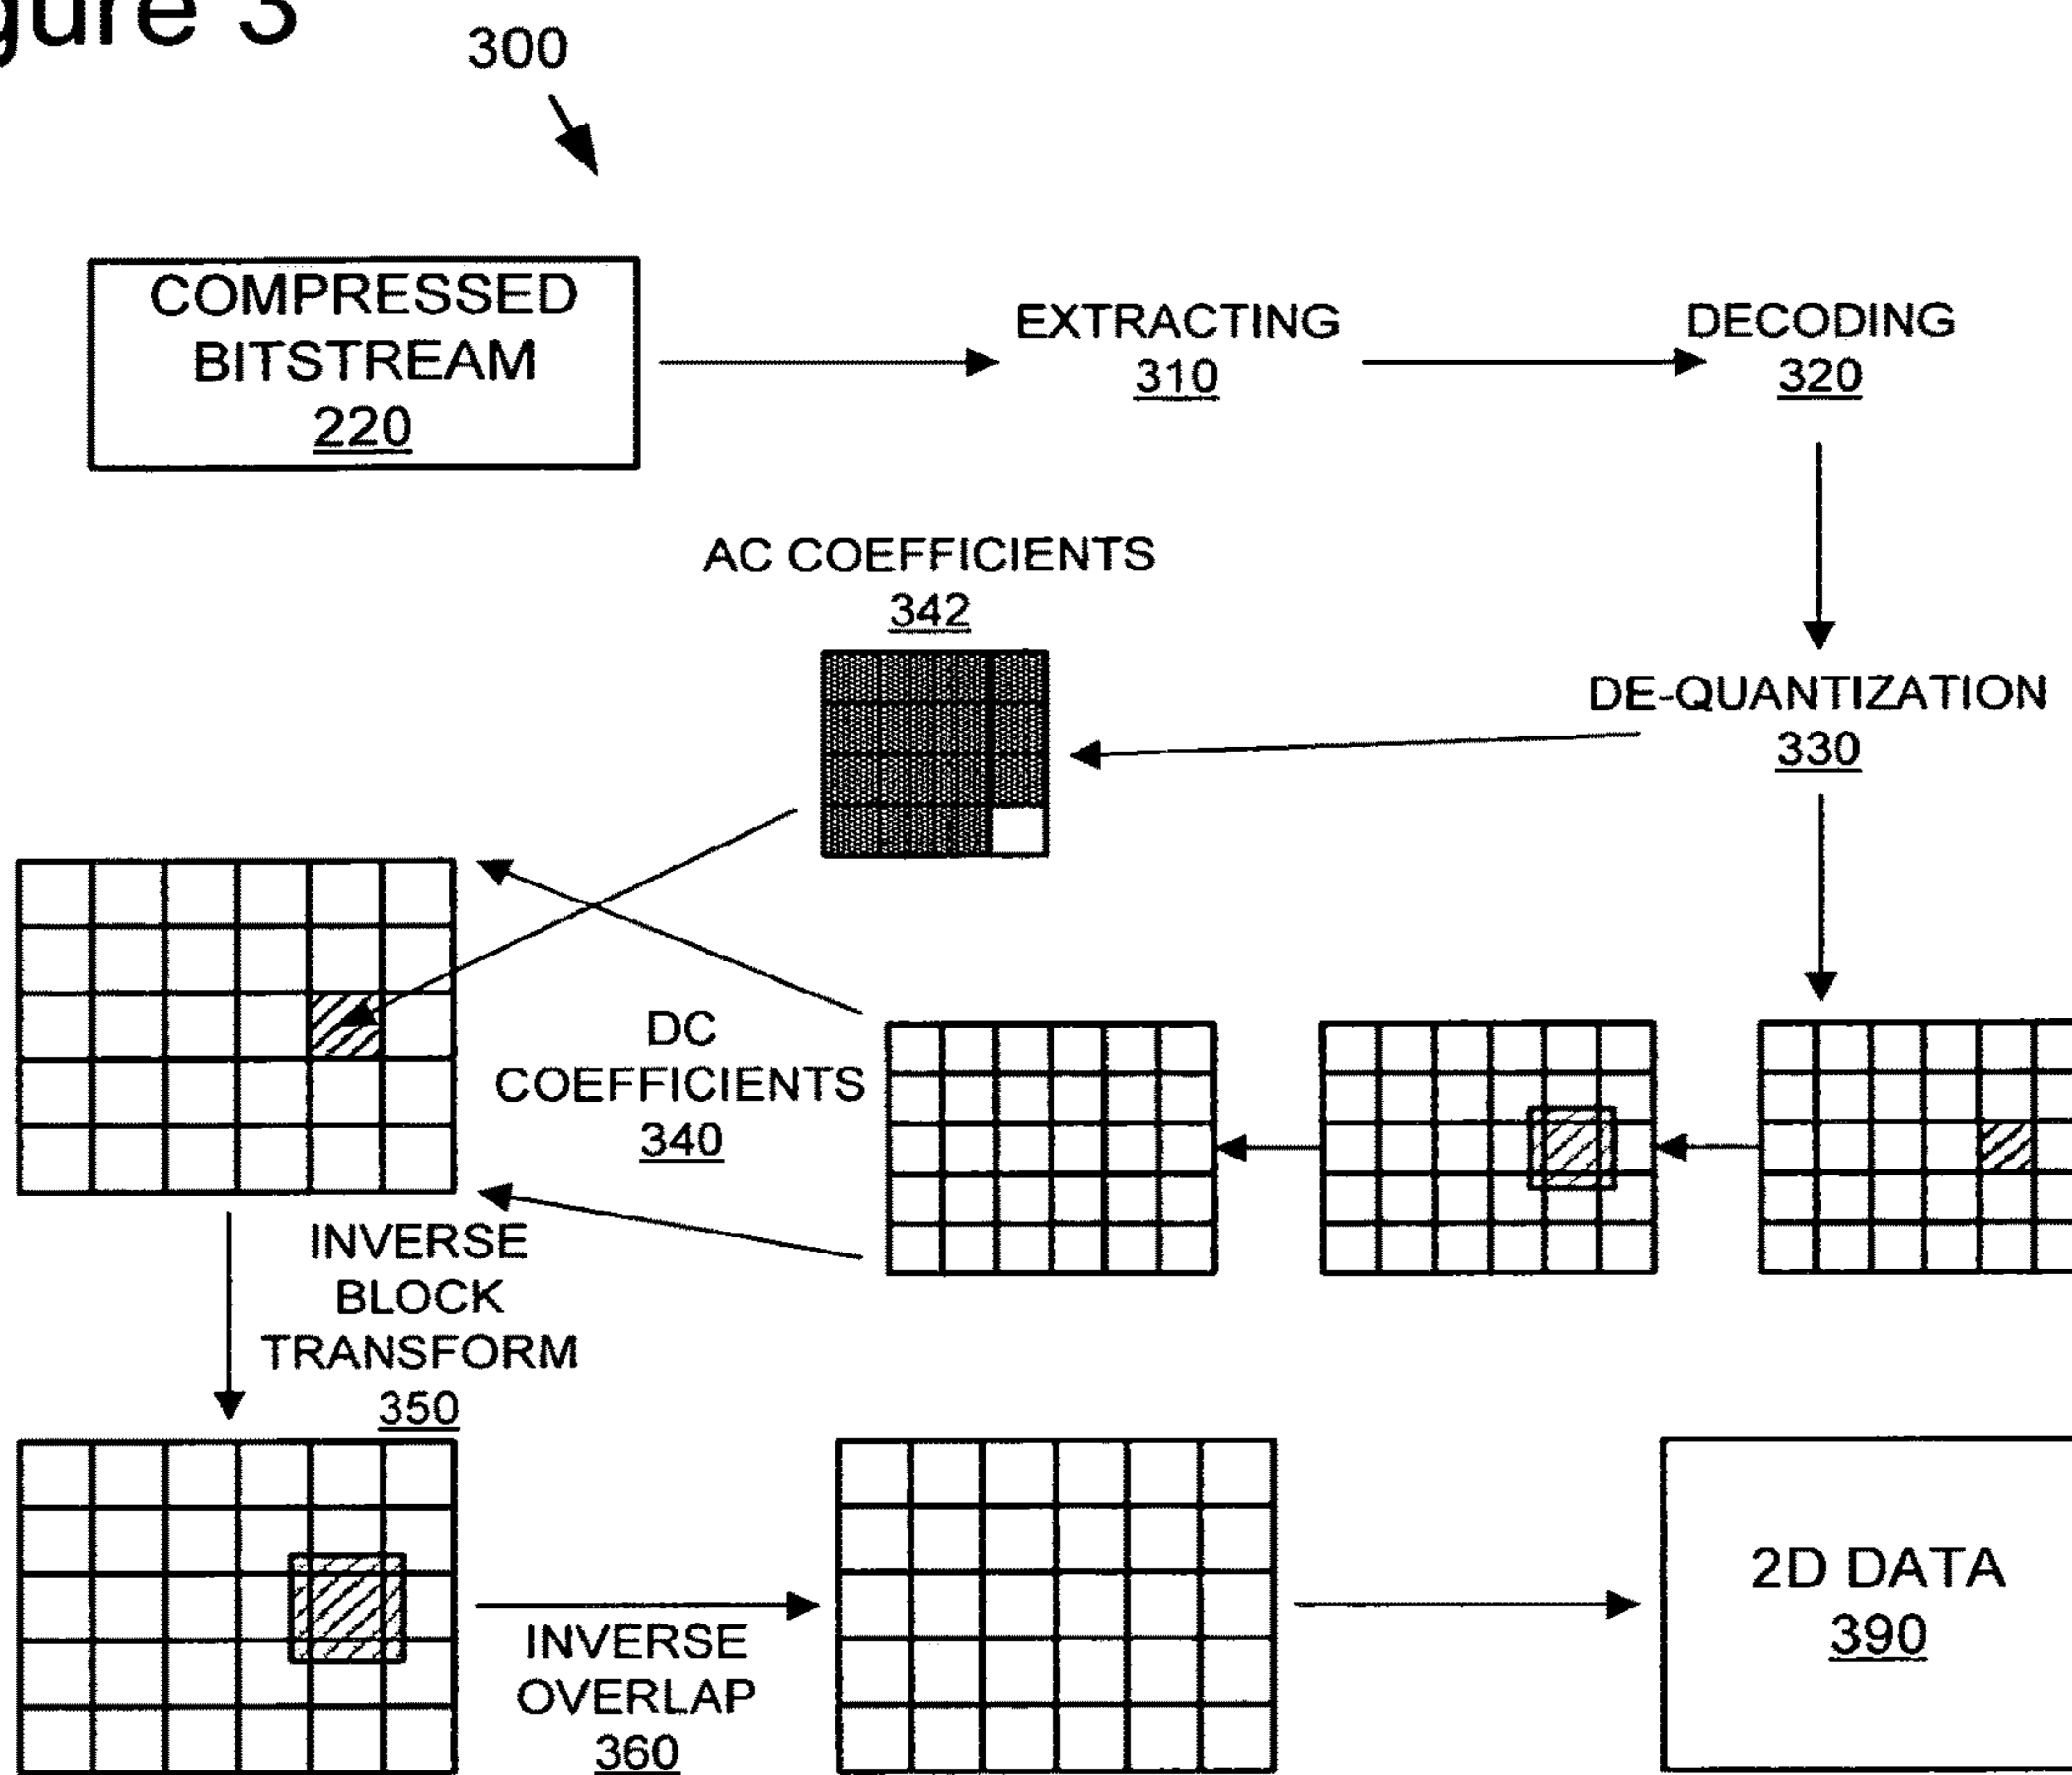 gure 3
300
COMPRESSED
BITSTREAM
220
EXTRACTING
310
DECODING
320
AC COEFFICIENTS
342
DE-QUANTIZATION
330
DC
COEFFICIENTS
340
INVERSE
BLOCK
TRANSFORM
350
INVERSE
OVERLAP
360
2D DATA
390